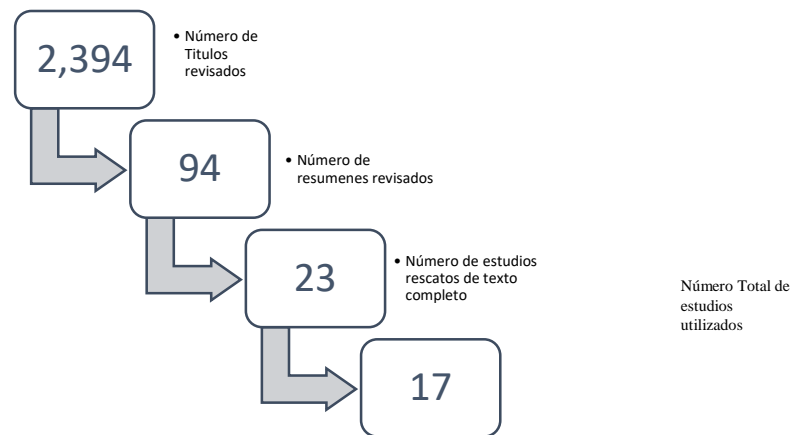 2,394
• Número de
Titulos
revisados
94
• Número de
resumenes revisados
23
• Número de estudios
rescatos de texto
completo
Número Total de
estudios
utilizados
17